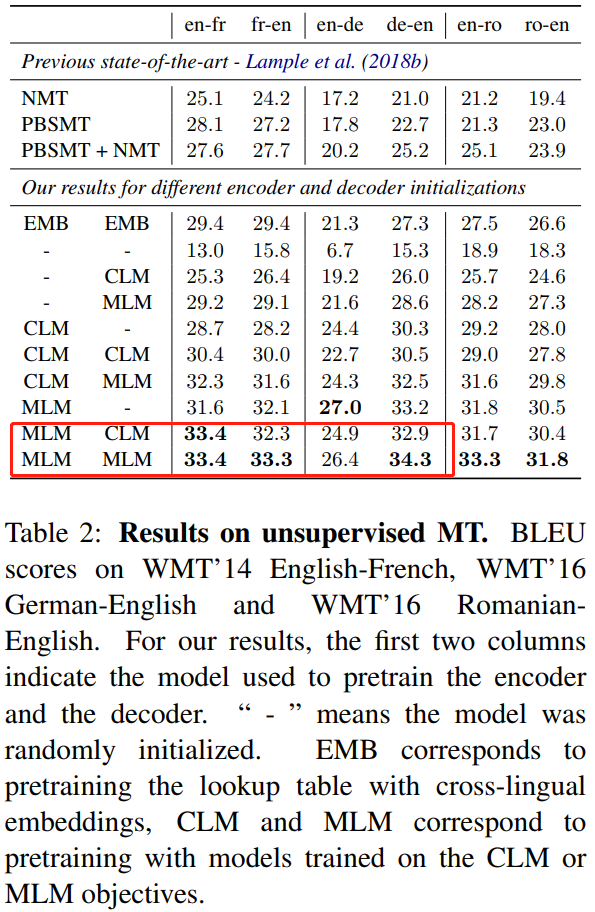 en-fr fr-en en-de de-en en-ro ro-en
Previous state-of-the-art - Lample et al. (2018b)
NMT 25.1 24.2 17.2 21.0 21.2 19.4
PBSMT 28.1 27.2 17.8 22.7 21.3 23.0
PBSMT + NMT 27.6 27.7 20.2 25.2 25.1 23.9
Our results for different encoder and decoder initializations
EMB EMB 29.4 29.4 21.3 27.3 27.5 26.6
- - 13.0 15.8 6.7 15.3 18.9 18.3
- CLM 25.3 26.4 19.2 26.0 25.7 24.6
- MLM 29.2 29.1 21.6 28.6 28.2 27.3
CLM - 28.7 28.2 24.4 30.3 29.2 28.0
CLM CLM 30.4 30.0 22.7 30.5 29.0 27.8
CLM MLM 32.3 31.6 24.3 32.5 31.6 29.8
MLM - 31.6 32.1 27.0 33.2 31.8 30.5
MLM CLM 33.4 32.3 24.9 32.9 31.7 30.4
MLM MLM 33.4 33.3 26.4 34.3 33.3 31.8
Table 2: Results on unsupervised MT. BLEU
scores on WMT'14 English-French, WMT'16
German-English and WMT'16 Romanian-
English. For our results, the first two columns
indicate the model used to pretrain the encoder
and the decoder. “ - ” means the model was
randomly initialized. EMB corresponds to
pretraining the lookup table with cross-lingual
embeddings, CLM and MLM correspond to
pretraining with models trained on the CLM or
MLM objectives.